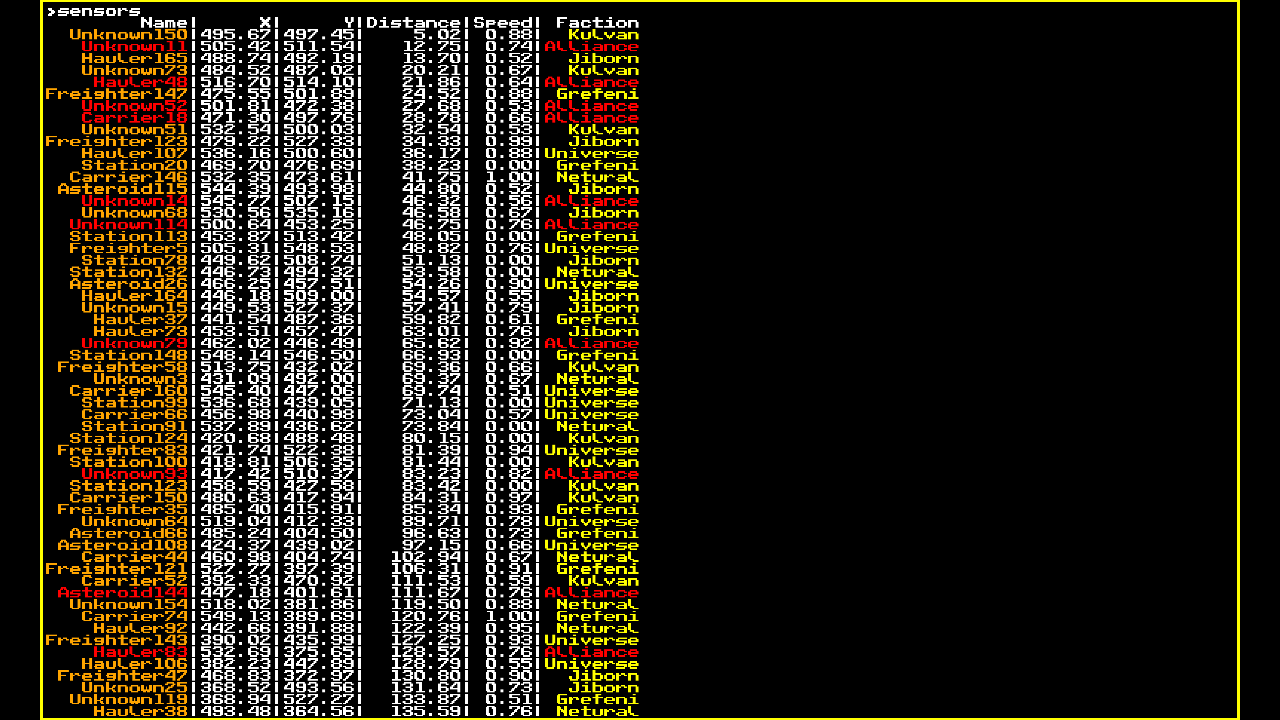 >sensors
Name| X| Y|Distance|Speed| Faction
Unknown150|495.67|497.45| 5.02| 0.88| Kulvan
Unknown11|505.42|511.54| 12.75| 0.74|Alliance
Hauler165|488.74|492.19| 13.70| 0.52| Jiborn
Unknown73|484.52|487.02| 20.21| 0.67| Kulvan
Hauler48|516.70|514.10| 21.86| 0.64|Alliance
Freighter147|475.55|501.89| 24.52| 0.88| Grefeni
Unknown52|501.81|472.38| 27.68| 0.53|Alliance
Carrier18|471.30|497.76| 28.78| 0.66|Alliance
Unknown51|532.54|500.03| 32.54| 0.53| Kulvan
Freighter123|479.22|527.33| 34.33| 0.89| Jiborn
Hauler107|536.16|500.60| 36.17| 0.88|Universe
Station20|469.70|476.69| 38.23| 0.00| Grefeni
Carrier146|532.35|473.61| 41.75| 1.00| Netural
Asteroid115|544.39|493.98| 44.80| 0.52| Jiborn
Unknown14|545.77|507.15| 46.32| 0.56|Alliance
Unknown68|530.56|535.16| 46.58| 0.67| Jiborn
Unknown114|500.64|453.25| 46.75| 0.76|Alliance
Station113|453.87|513.42| 48.05| 0.00| Grefeni
Freighter5|505.31|548.53| 48.82| 0.76|Universe
Station78|449.62|508.74| 51.13| 0.00| Jiborn
Station132|446.73|494.32| 53.58| 0.00| Netural
Asteroid26|466.25|457.51| 54.26| 0.90|Universe
Hauler164|446.18|509.00| 54.57| 0.55| Jiborn
Unknown15|449.53|527.37| 57.41| 0.79| Jiborn
Hauler37|441.54|487.36| 59.82| 0.61| Grefeni
Hauler73|453.51|457.47| 63.01| 0.76| Jiborn
Unknown79|462.02|446.49| 65.62| 0.92|Alliance
Station148|548.14|546.50| 66.93| 0.00| Grefeni
Freighter58|513.75|432.02| 69.36| 0.66| Kulvan
Unknown3|431.09|492.00| 69.37| 0.67| Netural
Carrier160|545.40|447.06| 69.74| 0.51|Universe
Station99|536.68|439.05| 71.13| 0.00|Universe
Carrier66|456.98|440.98| 73.04| 0.57|Universe
Station91|537.89|436.62| 73.84| 0.00| Netural
Station124|420.68|488.48| 80.15| 0.00| Kulvan
Freighter83|421.74|522.38| 81.39| 0.94|Universe
Station100|418.81|506.35| 81.44| 0.00| Kulvan
Unknown93|417.42|510.37| 83.23| 0.82|Alliance
Station123|458.57|427.58| 83.42| 0.00| Kulvan
Carrier150|480.63|417.94| 84.31| 0.97| Kulvan
Freighter35|485.40|415.91| 85.34| 0.93| Grefeni
Unknown64|519.04|412.33| 89.71| 0.78|Universe
Asteroid66|485.24|404.50| 96.63| 0.73| Grefeni
Asteroid108|424.37|439.02| 97.15| 0.66|Universe
Carrier44|460.38|404.74| 102.94| 0.67| Netural
Freighter121|527.77|397.39| 106.31| 0.91| Grefeni
Carrier52|392.33|470.92| 111.53| 0.59| Kulvan
Asteroid144|447.18|401.61| 111.67| 0.76|Alliance
Unknown154|518.02|381.86| 119.50| 0.88| Netural
Carrier74|549.13|389.69| 120.76| 1.00| Grefeni
Hauler92|442.66|391.88| 122.39| 0.95| Netural
Freighter143|390.02|435.99| 127.25| 0.93|Universe
Hauler83|532.69|375.65| 128.57| 0.76|Alliance
Hauler106|382.23|447.89| 128.79| 0.55|Universe
Freighter47|468.83|372.97| 130.80| 0.90| Jiborn
Unknown25|368.52|493.56| 131.64| 0.73| Jiborn
Unknown119|368.94|527.22| 133.87| 0.51| Grefeni
Hauler38|493.48|364.56| 135.59| 0.76| Netural